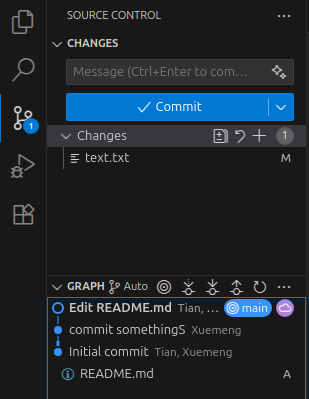 SOURCE CONTROL
CHANGES
Message (Ctrl+Enter to com...
Commit
Changes 1
text.txt M
1
GRAPH Auto
Edit README.md Tian, ... main
commit somethingS Xuemeng
Initial commit Tian, Xuemeng
README.md A